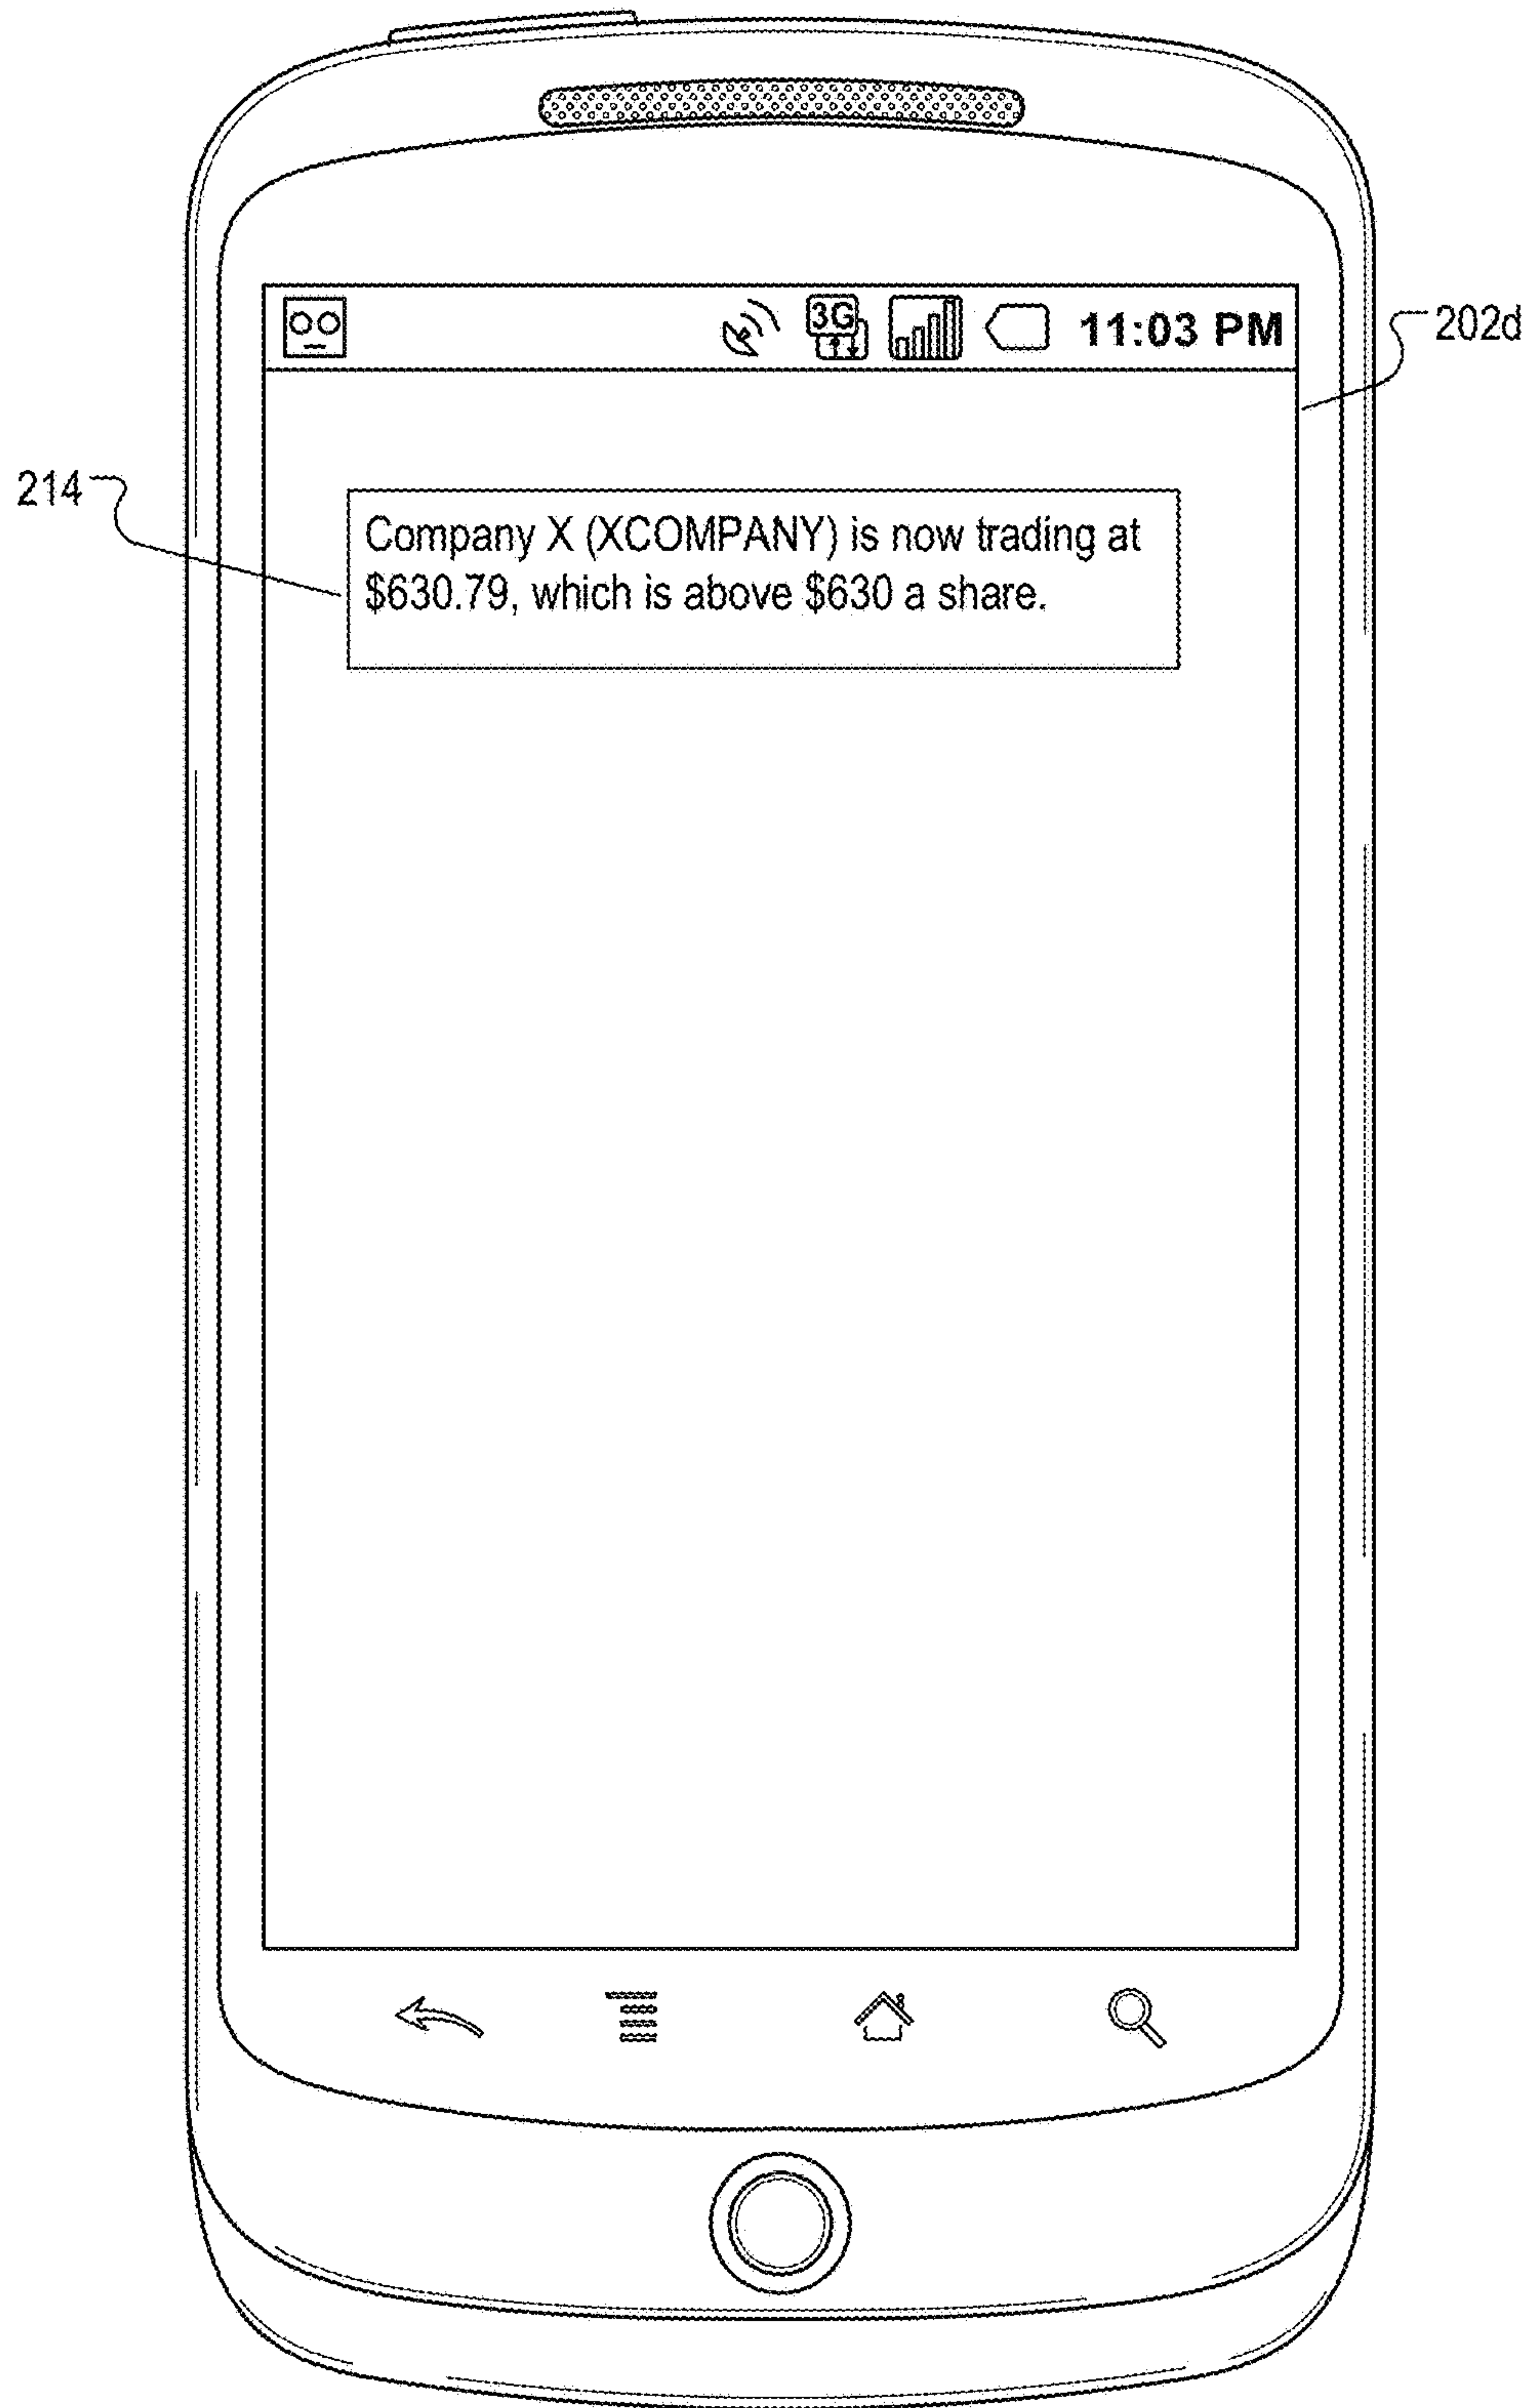 3G
11:03 PM
202d
214
Company X (XCOMPANY) is now trading at
$630.79, which is above $630 a share.